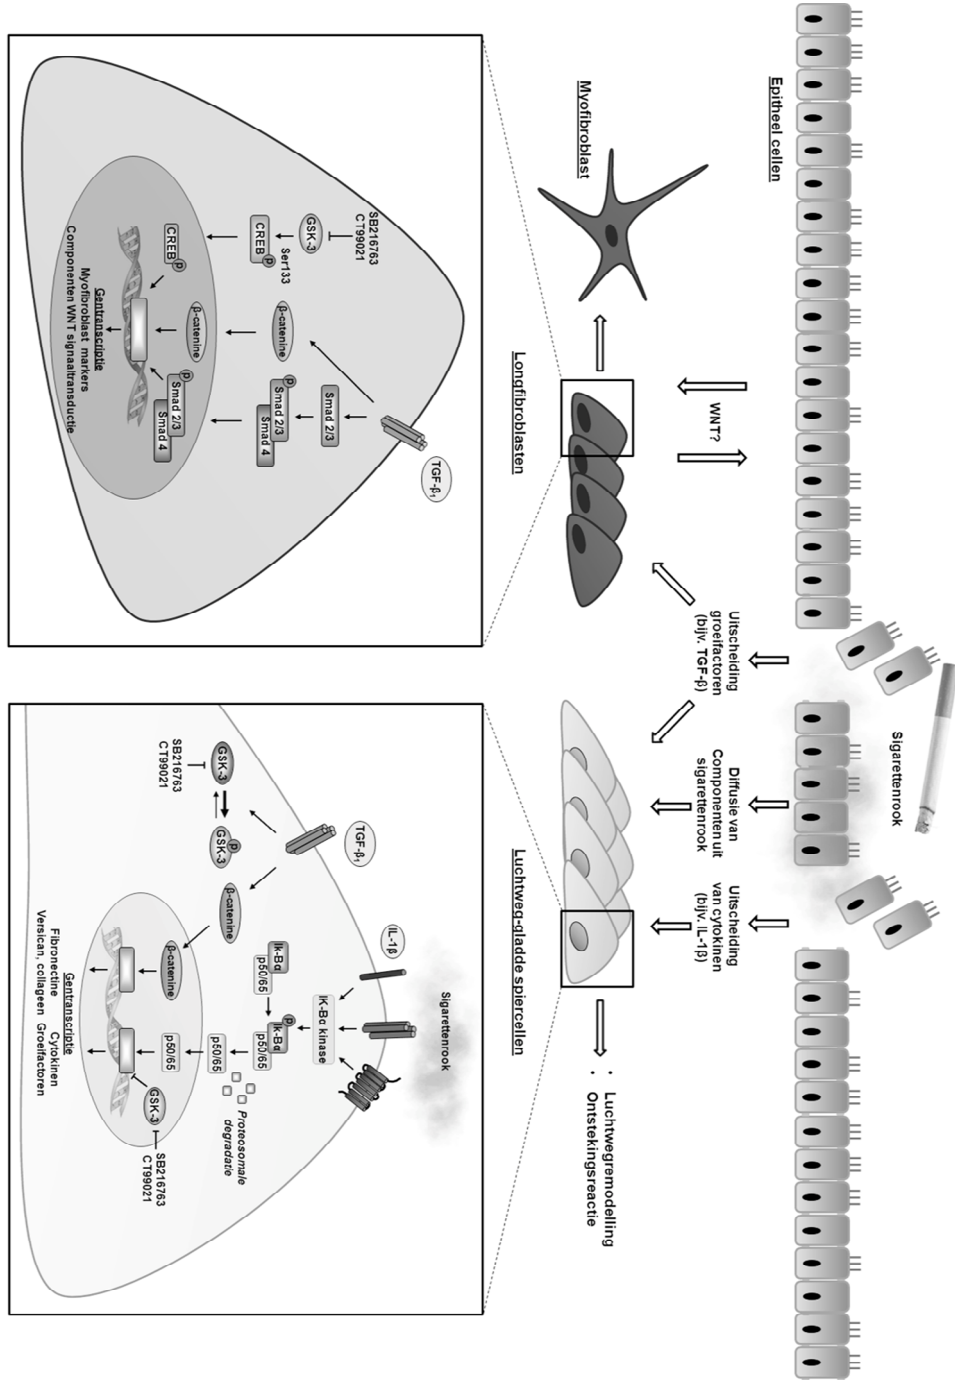 Sigarettenrook
Epitheel cellen
WNT?
Uitscheiding
groeifactoren
(bijv. TGF-β)
Diffusie van
Componenten uit
sigarettenrook
Uitscheiding
van cytokinen
(bijv. IL-1β)
Myofibroblast
Longfibroblasten
Luchtweg-gladde spiercellen
: Luchtwegremodelling
: Ontstekingsreactie
TGF-β1
SB216763
CT99021
GSK-3
Ser133
CREB
p
β-catenine
Smad 2/3
p
Smad 2/3
Smad 4
CREB
p
β-catenine
p
Smad 2/3
Smad 4
Gentranscriptie
Myofibroblast markers
Componenten WNT signaaltransductie
Sigarettenrook
TGF-β1
IL-1β
IK-Bα kinase
GSK-3
p
GSK-3
SB216763
CT99021
β-catenine
Ik-Bα
p50/65
p
Ik-Bα
p50/65
p50/65
Proteosomale
degradatie
β-catenine
p50/65
GSK-3
SB216763
CT99021
Gentranscriptie
Fibronectine Cytokinen
Versican, collageen Groeifactoren